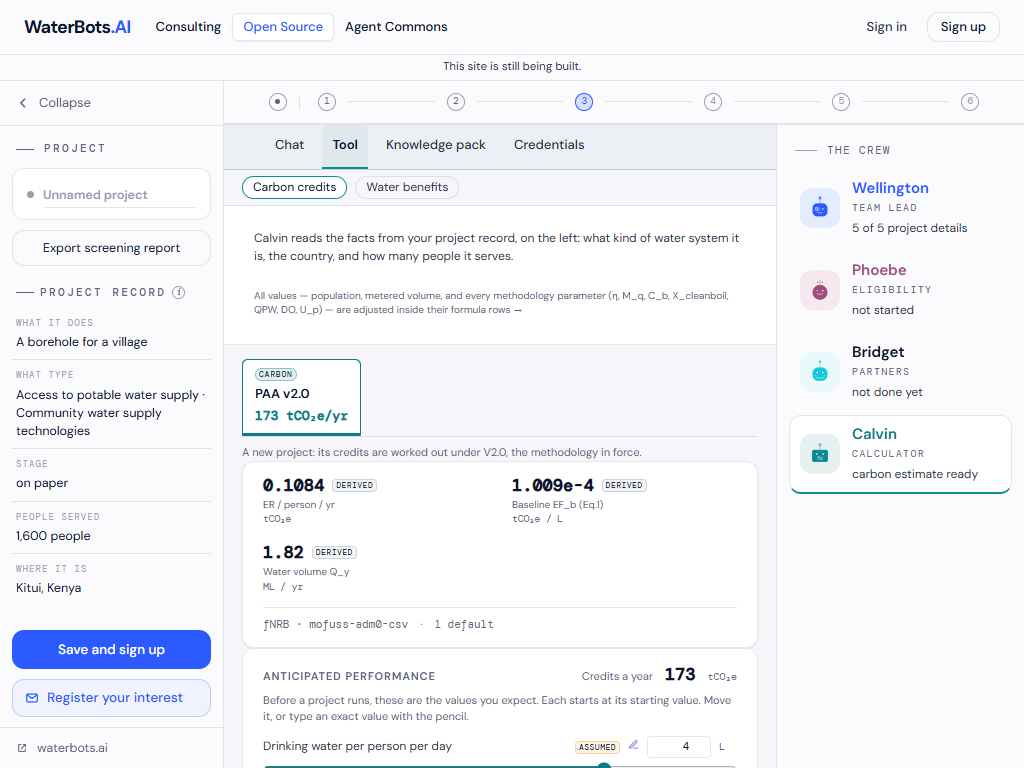 WaterBots.AI Consulting Open Source Agent Commons Sign in Sign up
This site is still being built.
Collapse
1 2 3 4 5 6
PROJECT
Unnamed project
Export screening report
PROJECT RECORD i
WHAT IT DOES
A borehole for a village
WHAT TYPE
Access to potable water supply ·
Community water supply
technologies
STAGE
on paper
PEOPLE SERVED
1,600 people
WHERE IT IS
Kitui, Kenya
Save and sign up
Register your interest
waterbots.ai
Chat Tool Knowledge pack Credentials
Carbon credits Water benefits
Calvin reads the facts from your project record, on the left: what kind of water system it
is, the country, and how many people it serves.
All values — population, metered volume, and every methodology parameter (η, M_q, C_b, X_cleanboil,
QPW, DO, U_p) — are adjusted inside their formula rows →
CARBON
PAA v2.0
173 tCO₂e/yr
A new project: its credits are worked out under V2.0, the methodology in force.
0.1084 DERIVED
ER / person / yr
tCO₂e
1.009e-4 DERIVED
Baseline EF_b (Eq.1)
tCO₂e / L
1.82 DERIVED
Water volume Q_y
ML / yr
ƒNRB · mofuss-adm0-csv · 1 default
ANTICIPATED PERFORMANCE Credits a year 173 tCO₂e
Before a project runs, these are the values you expect. Each starts at its starting value. Move
it, or type an exact value with the pencil.
Drinking water per person per day ASSUMED 4 L
THE CREW
Wellington
TEAM LEAD
5 of 5 project details
Phoebe
ELIGIBILITY
not started
Bridget
PARTNERS
not done yet
Calvin
CALCULATOR
carbon estimate ready